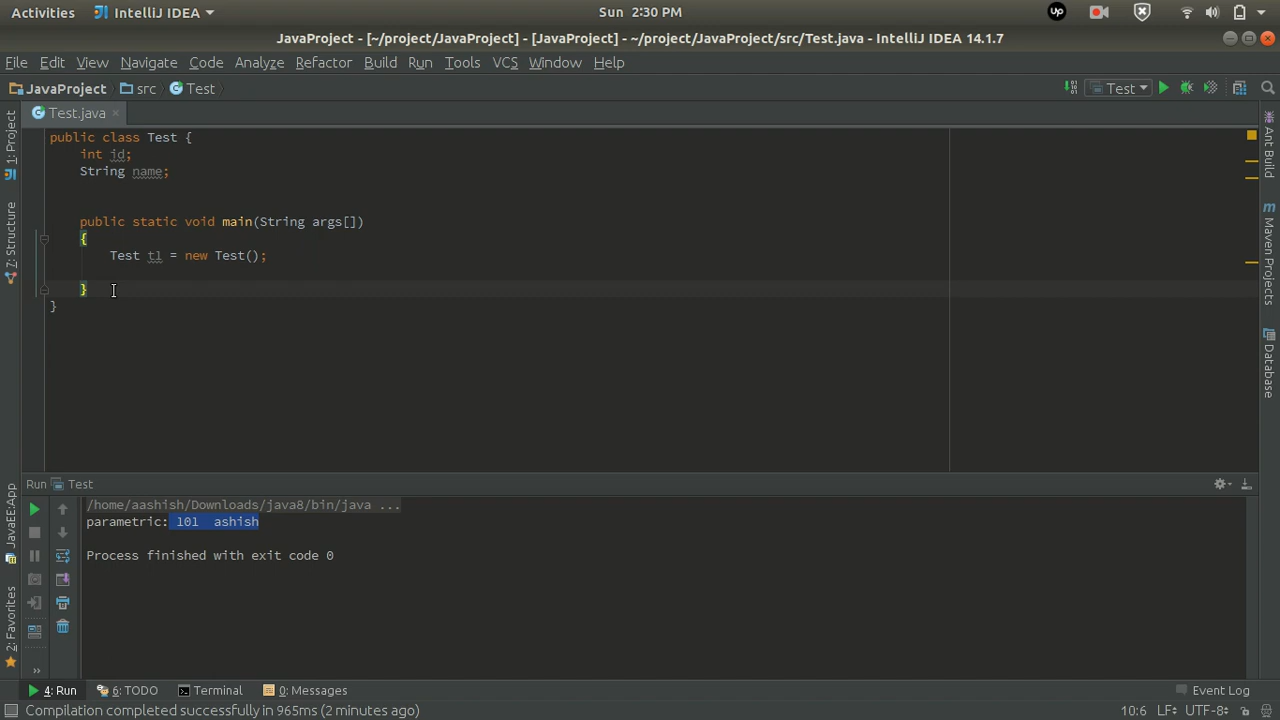 Activities IntelliJ IDEA Sun 2:30 PM UP
JavaProject - [~/project/JavaProject] - [JavaProject] - ~/project/JavaProject/src/Test.java - IntelliJ IDEA 14.1.7
File Edit View Navigate Code Analyze Refactor Build Run Tools VCS Window Help
JavaProject src Test Test
Test.java
public class Test {
int id;
String name;
public static void main(String args[])
{
Test t1 = new Test();
}
}
1: Project
7: Structure
JavaEE:App
2: Favorites
Ant Build
Maven Projects
Database
Run Test
/home/aashish/Downloads/java8/bin/java ...
parametric: 101 ashish
Process finished with exit code 0
4: Run 6: TODO Terminal 0: Messages Event Log
Compilation completed successfully in 965ms (2 minutes ago) 10:6 LF UTF-8